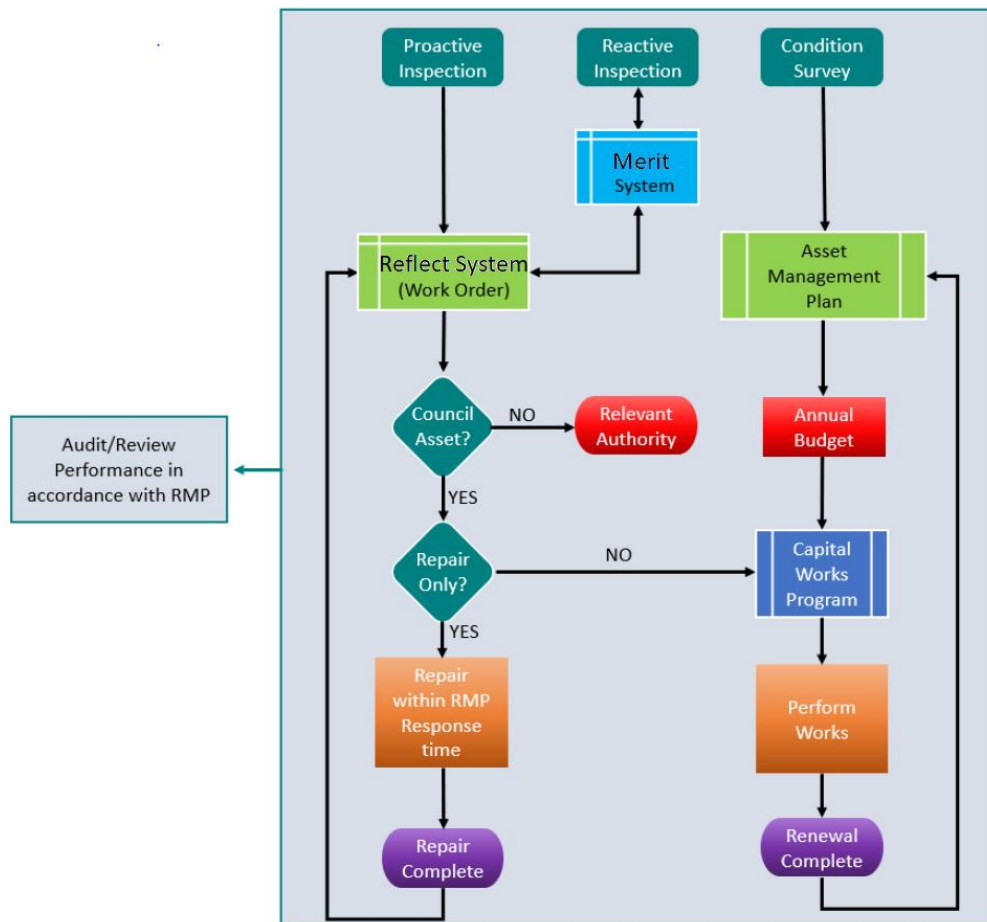 Proactive
Inspection
Reactive
Inspection
Condition
Survey
Merit
System
Reflect System
(Work Order)
Asset
Management
Plan
Council
Asset?
NO
Relevant
Authority
Annual
Budget
Audit/Review
Performance in
accordance with RMP
YES
Repair
Only?
NO
Capital
Works
Program
YES
Repair
within RMP
Response
time
Perform
Works
Repair
Complete
Renewal
Complete